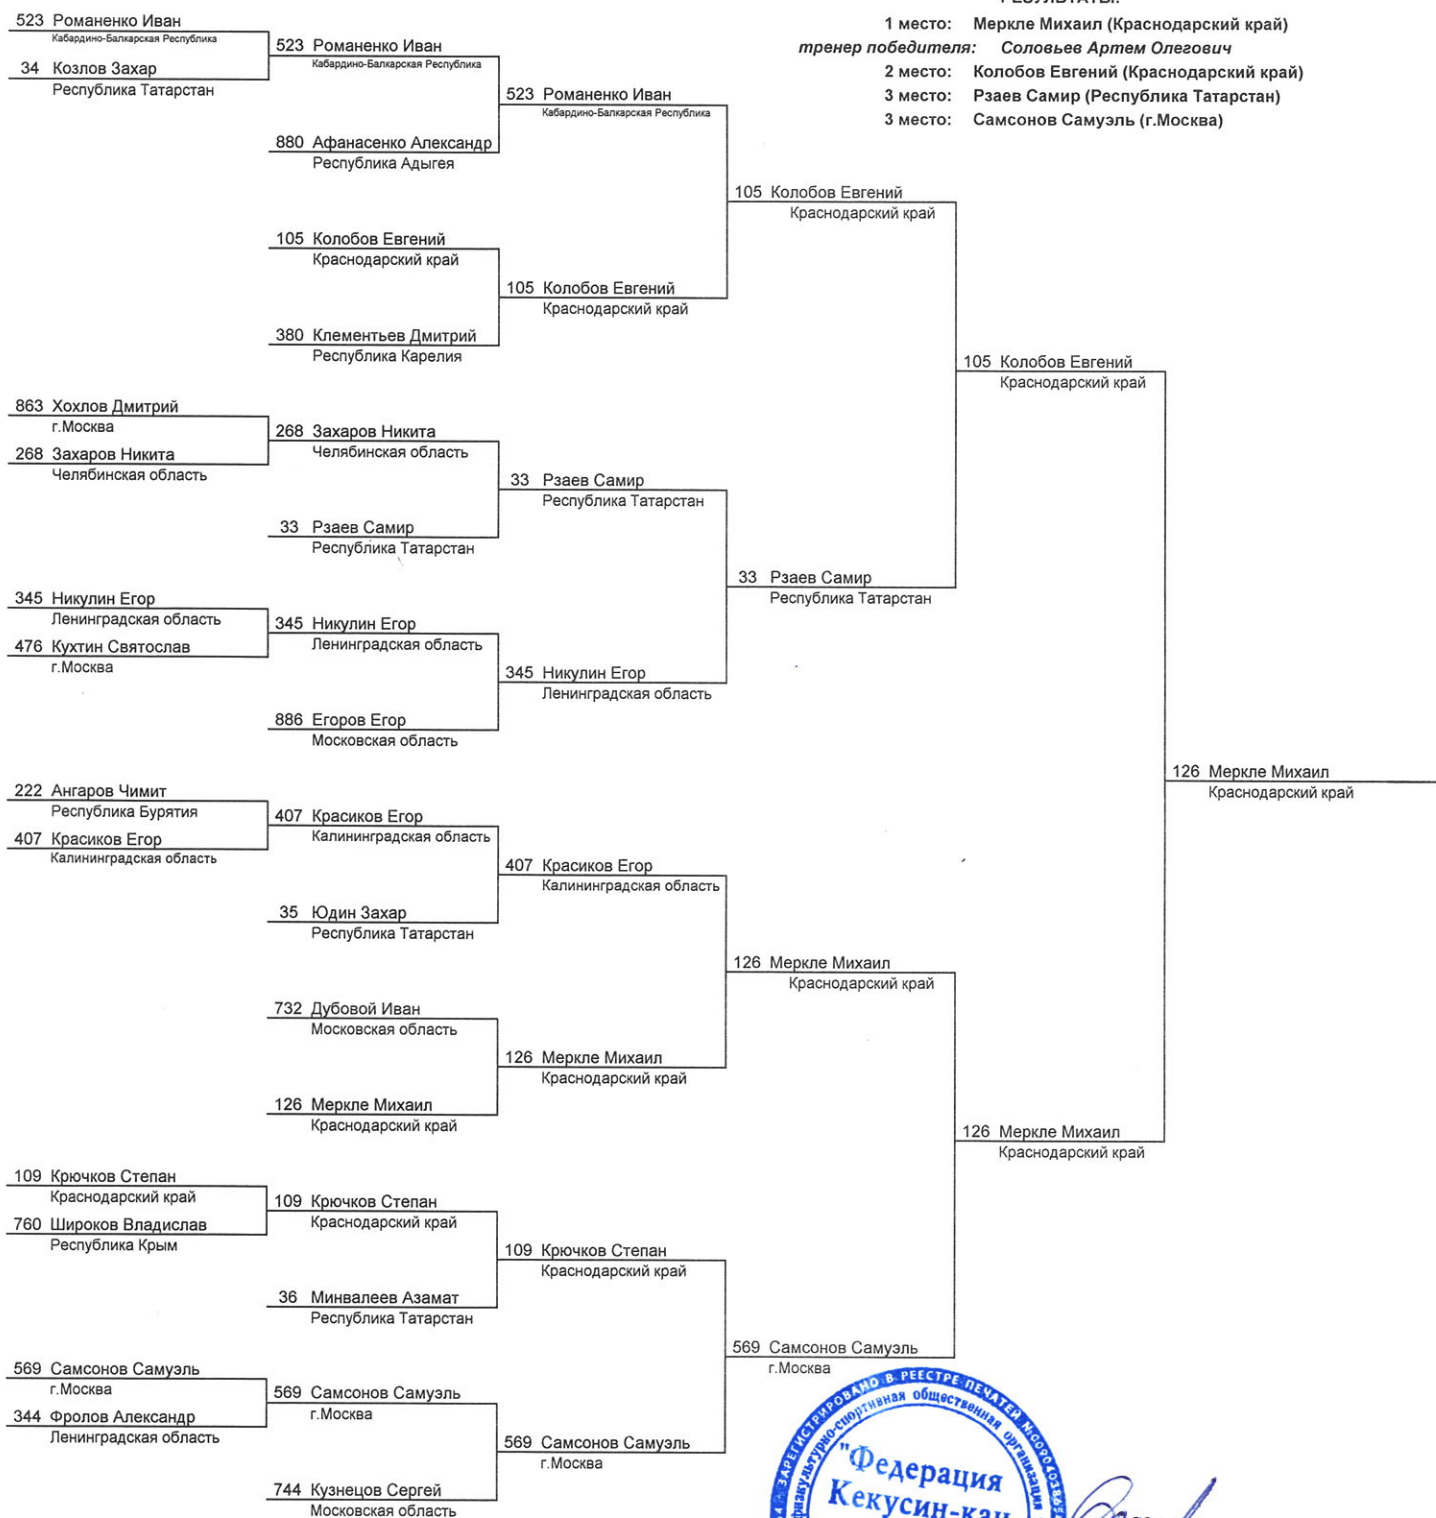 РЕЗУЛЬТАТЫ:
1 место: Меркле Михаил (Краснодарский край)
тренер победителя: Соловьев Артем Олегович
2 место: Колобов Евгений (Краснодарский край)
3 место: Рзаев Самир (Республика Татарстан)
3 место: Самсонов Самуэль (г.Москва)
523 Романенко Иван
Кабардино-Балкарская Республика
34 Козлов Захар
Республика Татарстан
863 Хохлов Дмитрий
г.Москва
268 Захаров Никита
Челябинская область
345 Никулин Егор
Ленинградская область
476 Кухтин Святослав
г.Москва
222 Ангаров Чимит
Республика Бурятия
407 Красиков Егор
Калининградская область
109 Крючков Степан
Краснодарский край
760 Широков Владислав
Республика Крым
569 Самсонов Самуэль
г.Москва
344 Фролов Александр
Ленинградская область
523 Романенко Иван
Кабардино-Балкарская Республика
880 Афанасенко Александр
Республика Адыгея
105 Колобов Евгений
Краснодарский край
380 Клементьев Дмитрий
Республика Карелия
268 Захаров Никита
Челябинская область
33 Рзаев Самир
Республика Татарстан
345 Никулин Егор
Ленинградская область
886 Егоров Егор
Московская область
407 Красиков Егор
Калининградская область
35 Юдин Захар
Республика Татарстан
732 Дубовой Иван
Московская область
126 Меркле Михаил
Краснодарский край
109 Крючков Степан
Краснодарский край
36 Минвалеев Азамат
Республика Татарстан
569 Самсонов Самуэль
г.Москва
744 Кузнецов Сергей
Московская область
523 Романенко Иван
Кабардино-Балкарская Республика
105 Колобов Евгений
Краснодарский край
33 Рзаев Самир
Республика Татарстан
345 Никулин Егор
Ленинградская область
407 Красиков Егор
Калининградская область
126 Меркле Михаил
Краснодарский край
109 Крючков Степан
Краснодарский край
569 Самсонов Самуэль
г.Москва
105 Колобов Евгений
Краснодарский край
33 Рзаев Самир
Республика Татарстан
126 Меркле Михаил
Краснодарский край
569 Самсонов Самуэль
г.Москва
105 Колобов Евгений
Краснодарский край
126 Меркле Михаил
Краснодарский край
126 Меркле Михаил
Краснодарский край
ЗАРЕГИСТРИРОВАНО В РЕЕСТРЕ ПЕЧАТЕЙ
физкультурно-спортивная общественная организация
"Федерация
Кекусин-кан